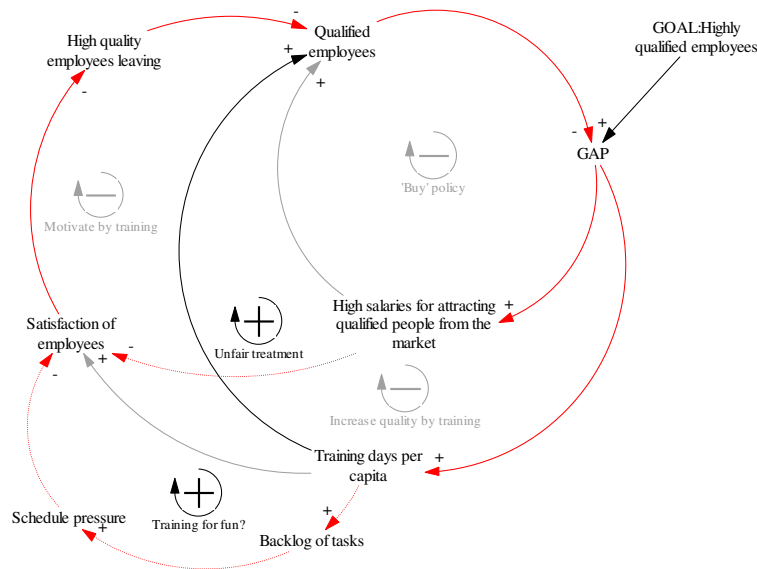 High quality
employees leaving
-
-
Qualified
employees
+
+
GOAL:Highly
qualified employees
-
+
GAP
Motivate by training
'Buy' policy
High salaries for attracting
qualified people from the
market
+
Satisfaction of
employees
-
+
-
Unfair treatment
Increase quality by training
Training days per
capita
+
Schedule pressure
+
Training for fun?
+
Backlog of tasks